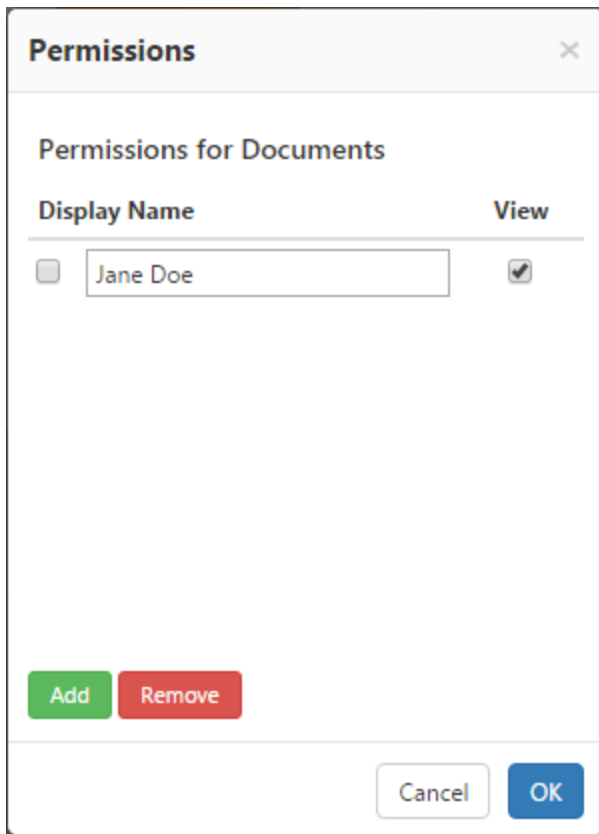 Permissions
Permissions for Documents
Display Name View
Jane Doe
Add Remove
Cancel OK